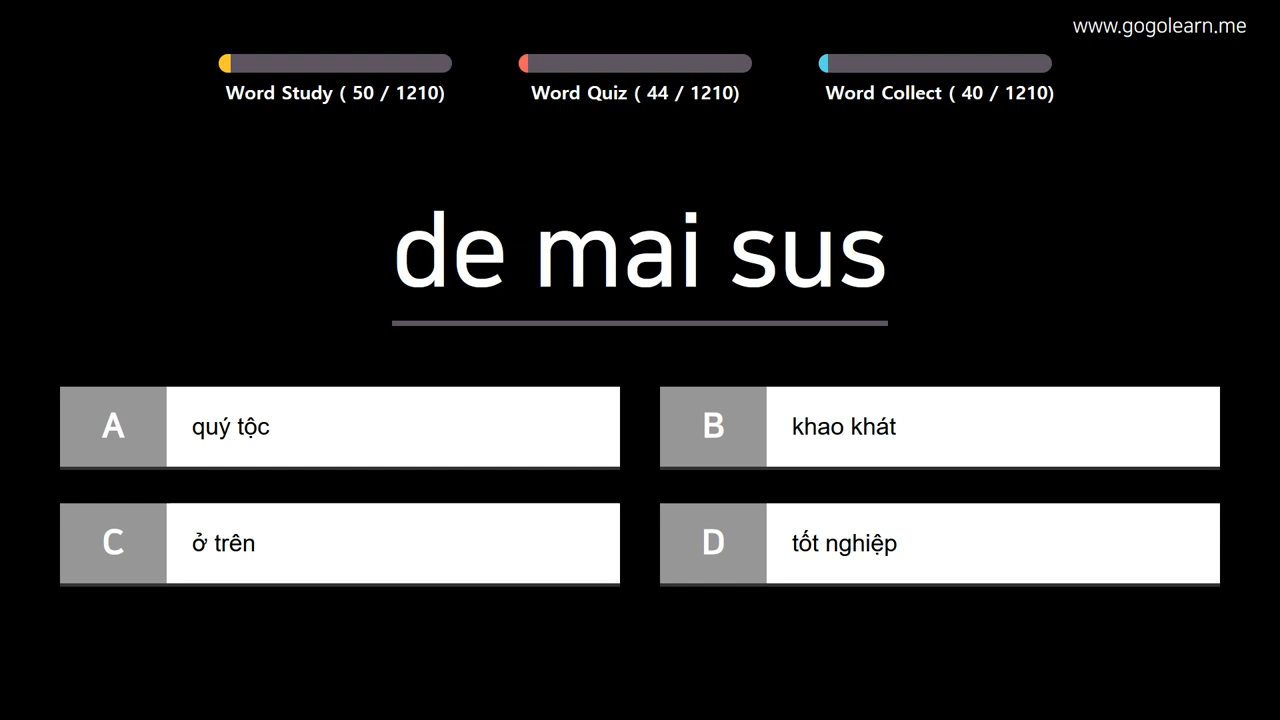 www.gogolearn.me
Word Study ( 50 / 1210)
Word Quiz ( 44 / 1210)
Word Collect ( 40 / 1210)
de mai sus
A
quý tộc
B
khao khát
C
ở trên
D
tốt nghiệp